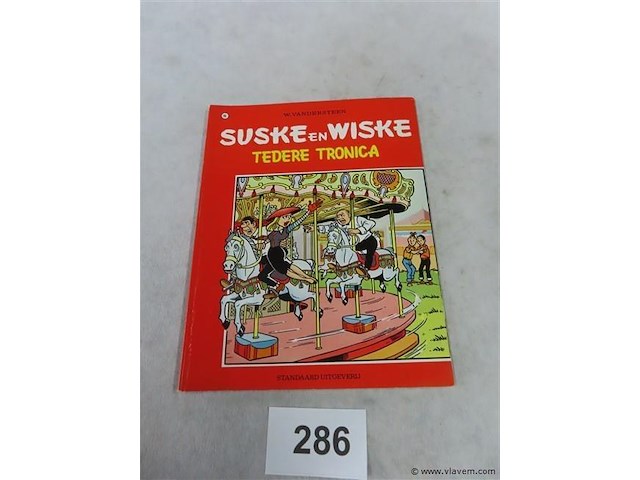 W. VANDERSTEEN
SUSKE EN WISKE
TEDERE TRONICA
STANDAARD UITGEVERIJ
286
© www.vlavem.com